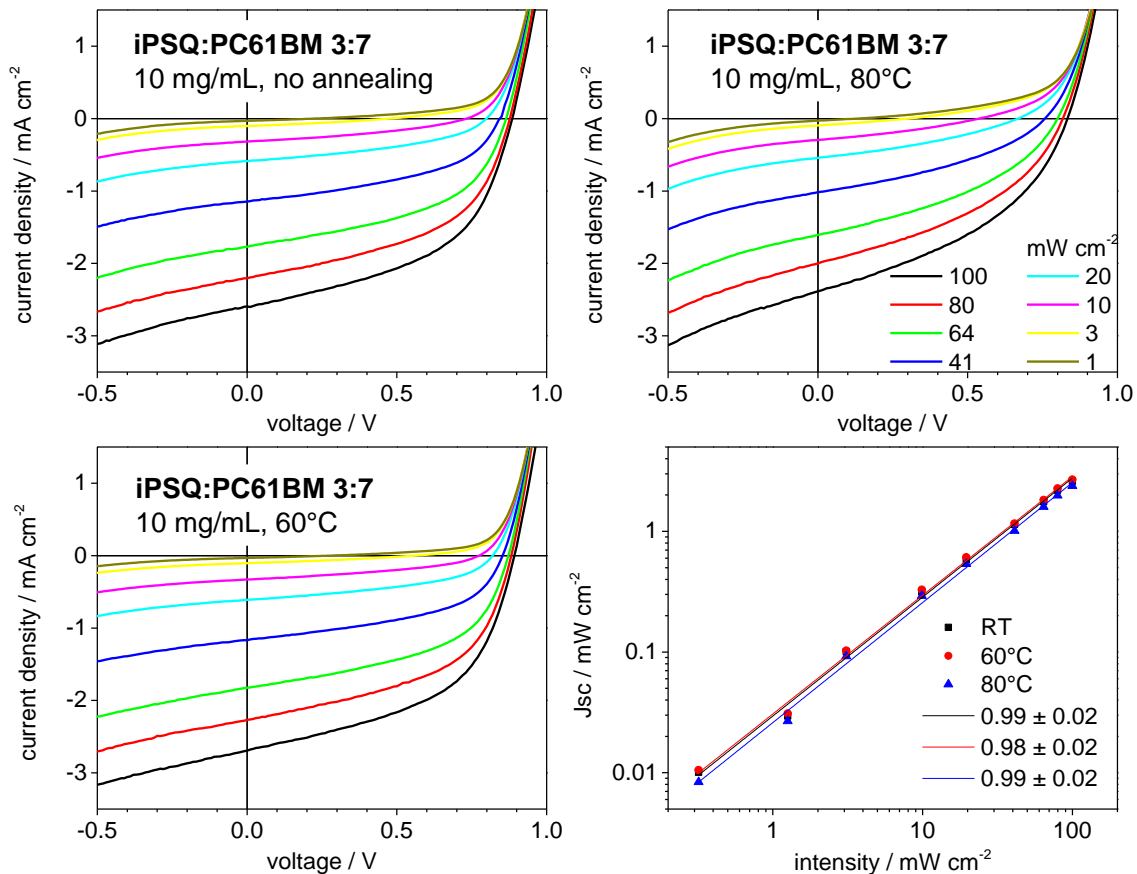 iPSQ:PC61BM 3:7
10 mg/mL, no annealing
current density / mA cm-2
1
0
-1
-2
-3
-0.5 0.0 0.5 1.0
voltage / V
iPSQ:PC61BM 3:7
10 mg/mL, 80°C
current density / mA cm-2
1
0
-1
-2
-3
mW cm-2
100 20
80 10
64 3
41 1
-0.5 0.0 0.5 1.0
voltage / V
iPSQ:PC61BM 3:7
10 mg/mL, 60°C
current density / mA cm-2
1
0
-1
-2
-3
-0.5 0.0 0.5 1.0
voltage / V
Jsc / mW cm-2
1
0.1
0.01
RT
60°C
80°C
0.99 ± 0.02
0.98 ± 0.02
0.99 ± 0.02
1 10 100
intensity / mW cm-2